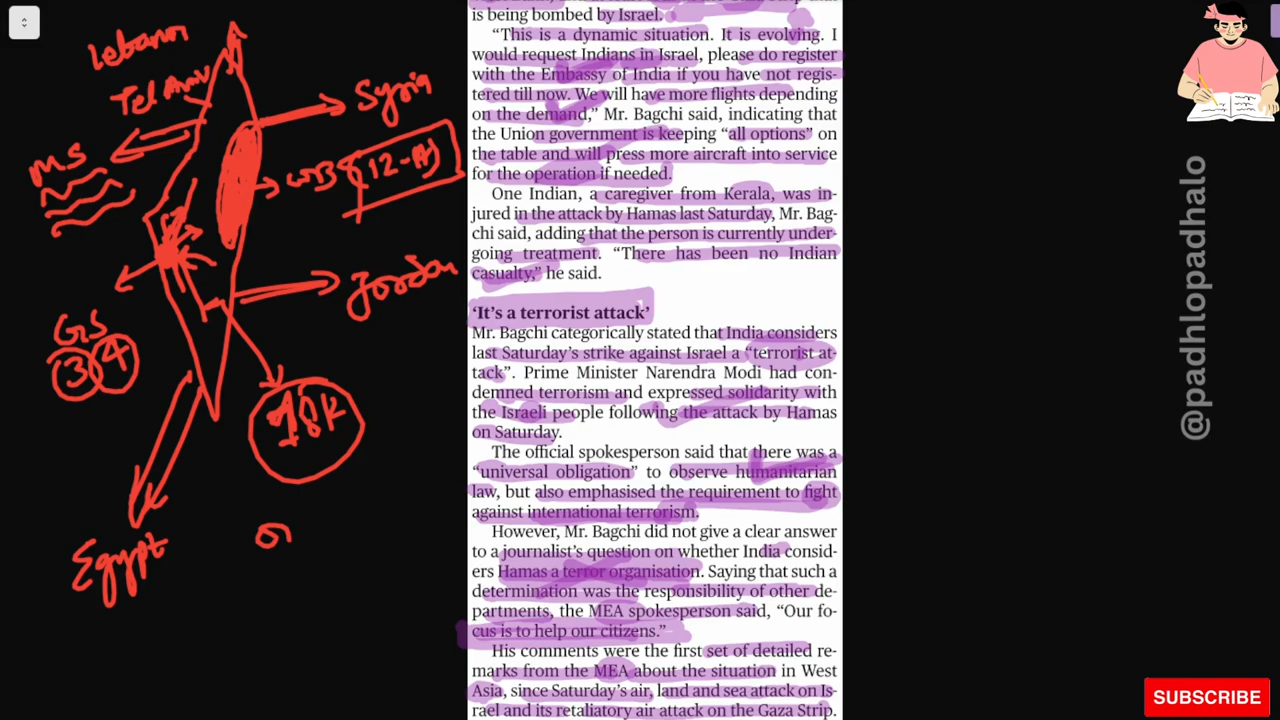 Lebanon
Tel Aviv
Syria
MS
WB
(12-A)
Jordan
GS
3 4
18K
Egypt
is being bombed by Israel.
“This is a dynamic situation. It is evolving. I
would request Indians in Israel, please do register
with the Embassy of India if you have not regis-
tered till now. We will have more flights depending
on the demand,” Mr. Bagchi said, indicating that
the Union government is keeping “all options” on
the table and will press more aircraft into service
for the operation if needed.
One Indian, a caregiver from Kerala, was in-
jured in the attack by Hamas last Saturday, Mr. Bag-
chi said, adding that the person is currently under-
going treatment. “There has been no Indian
casualty,” he said.
‘It’s a terrorist attack’
Mr. Bagchi categorically stated that India considers
last Saturday’s strike against Israel a “terrorist at-
tack”. Prime Minister Narendra Modi had con-
demned terrorism and expressed solidarity with
the Israeli people following the attack by Hamas
on Saturday.
The official spokesperson said that there was a
“universal obligation” to observe humanitarian
law, but also emphasised the requirement to fight
against international terrorism.
However, Mr. Bagchi did not give a clear answer
to a journalist’s question on whether India consid-
ers Hamas a terror organisation. Saying that such a
determination was the responsibility of other de-
partments, the MEA spokesperson said, “Our fo-
cus is to help our citizens.”
His comments were the first set of detailed re-
marks from the MEA about the situation in West
Asia, since Saturday’s air, land and sea attack on Is-
rael and its retaliatory air attack on the Gaza Strip.
@padhlopadhalo
SUBSCRIBE